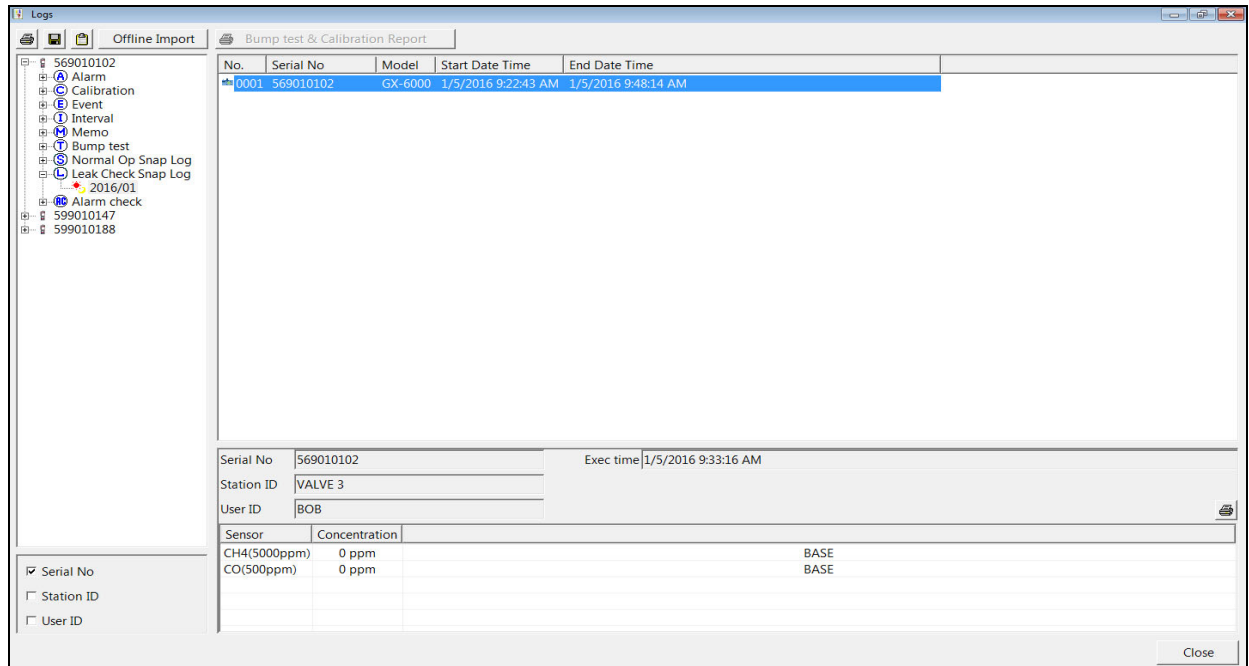 Logs
Offline Import
Bump test & Calibration Report
569010102
A Alarm
C Calibration
E Event
I Interval
M Memo
T Bump test
S Normal Op Snap Log
L Leak Check Snap Log
2016/01
AC Alarm check
599010147
599010188
No. Serial No Model Start Date Time End Date Time
0001 569010102 GX-6000 1/5/2016 9:22:43 AM 1/5/2016 9:48:14 AM
Serial No 569010102 Exec time 1/5/2016 9:33:16 AM
Station ID VALVE 3
User ID BOB
Sensor Concentration
CH4(5000ppm) 0 ppm BASE
CO(500ppm) 0 ppm BASE
Serial No
Station ID
User ID
Close